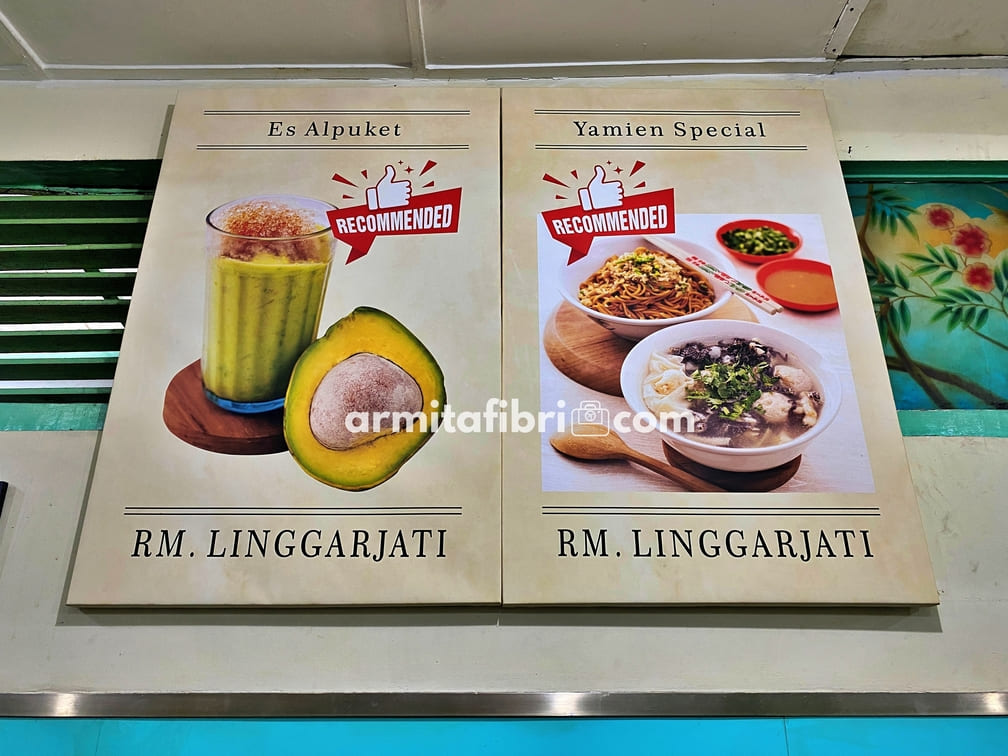 Es Alpuket
RECOMMENDED
RM. LINGGARJATI
Yamien Special
RECOMMENDED
RM. LINGGARJATI
armitafibri.com